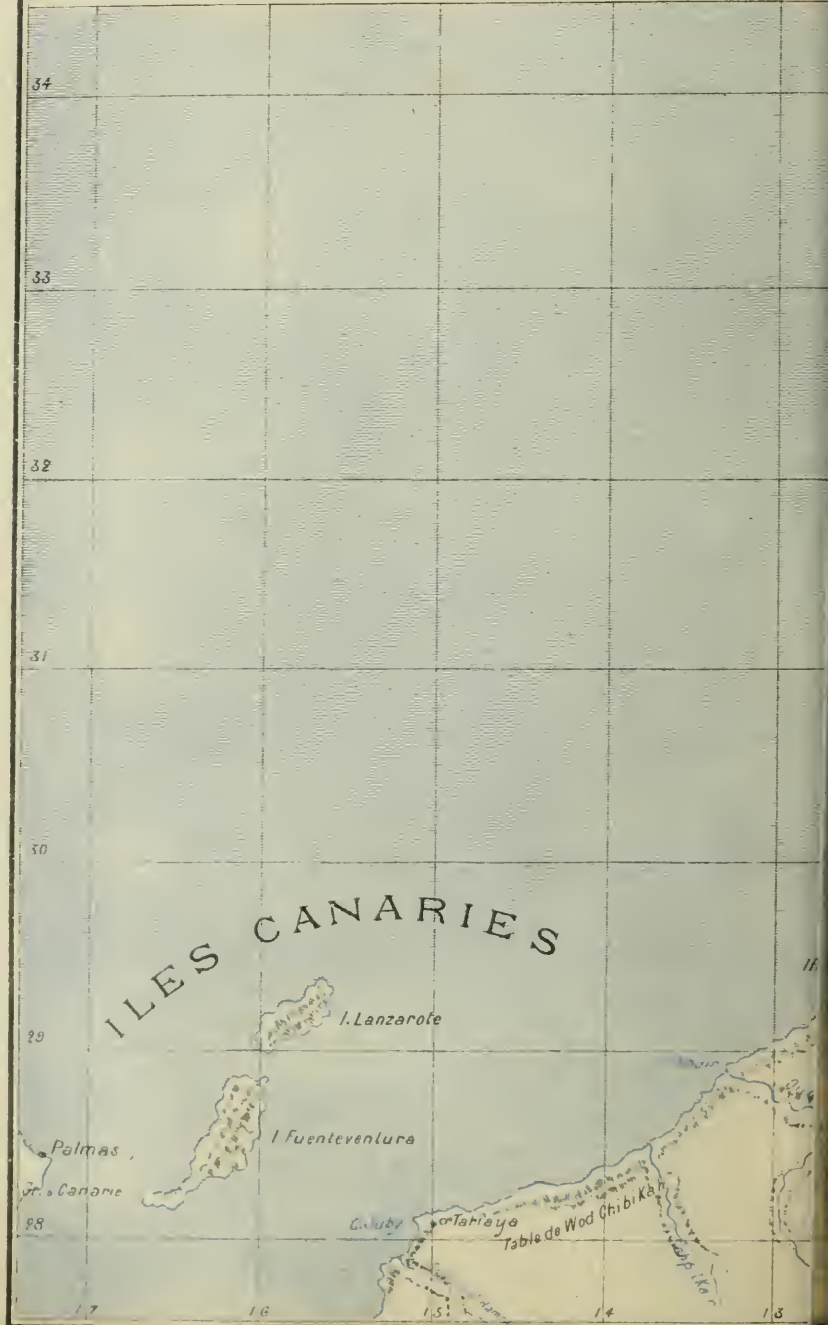 34
33
32
31
30
ILES CANARIES
I. Lanzarote
29
I Fuenteventura
Palmas
Gr. Canarie
C. Juby
Tarfaya
Table de Wod Chibikah
28
17
16
15
14
13